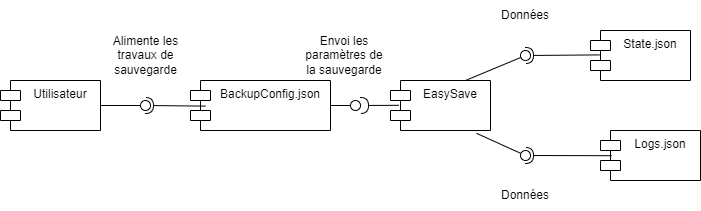 Données
Alimente les
travaux de
sauvegarde
Envoi les
paramètres de
la sauvegarde
State.json
Utilisateur
BackupConfig.json
EasySave
Logs.json
Données